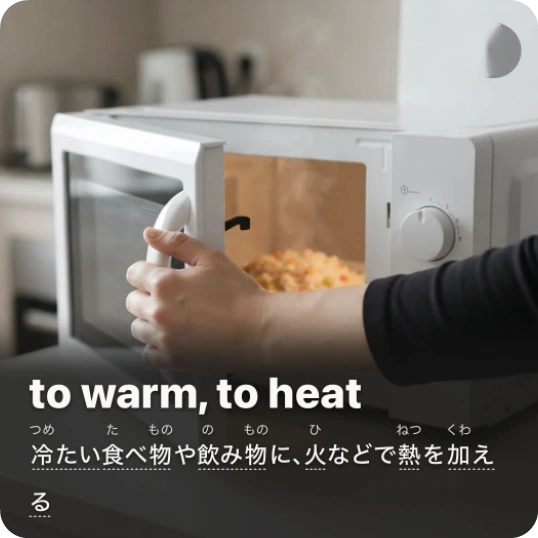 to warm, to heat
つめ た もの の もの ひ ねつ くわ
冷たい食べ物や飲み物に、火などで熱を加え
る